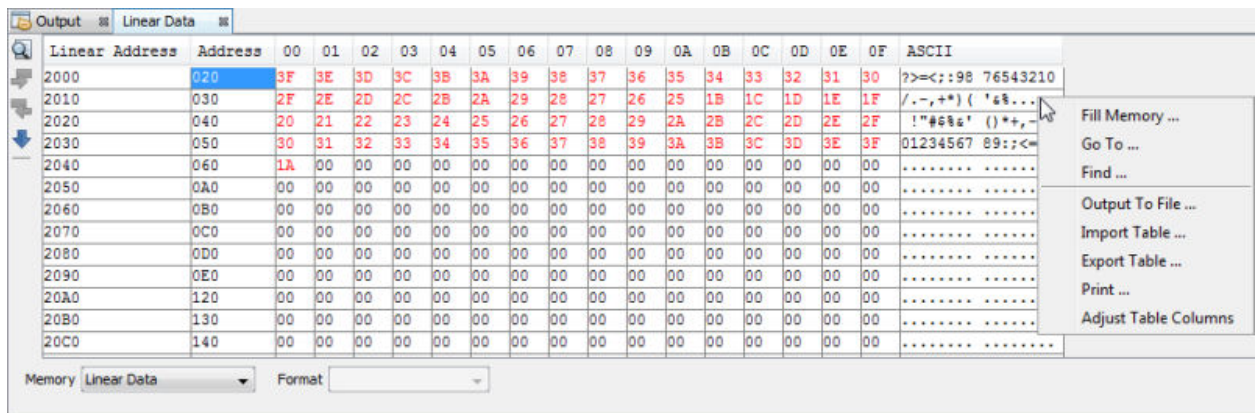 Output Linear Data
Linear Address Address 00 01 02 03 04 05 06 07 08 09 0A 0B 0C 0D 0E 0F ASCII
2000 020 3F 3E 3D 3C 3B 3A 39 38 37 36 35 34 33 32 31 30 ?>=<;:98 76543210
2010 030 2F 2E 2D 2C 2B 2A 29 28 27 26 25 1B 1C 1D 1E 1F /.-,+*)( '&%....
2020 040 20 21 22 23 24 25 26 27 28 29 2A 2B 2C 2D 2E 2F !"#$%&' ()*+,-
2030 050 30 31 32 33 34 35 36 37 38 39 3A 3B 3C 3D 3E 3F 01234567 89:;<=
2040 060 1A 00 00 00 00 00 00 00 00 00 00 00 00 00 00 00 ........ ......
2050 0A0 00 00 00 00 00 00 00 00 00 00 00 00 00 00 00 00 ........ ......
2060 0B0 00 00 00 00 00 00 00 00 00 00 00 00 00 00 00 00 ........ ......
2070 0C0 00 00 00 00 00 00 00 00 00 00 00 00 00 00 00 00 ........ ......
2080 0D0 00 00 00 00 00 00 00 00 00 00 00 00 00 00 00 00 ........ ......
2090 0E0 00 00 00 00 00 00 00 00 00 00 00 00 00 00 00 00 ........ ......
20A0 120 00 00 00 00 00 00 00 00 00 00 00 00 00 00 00 00 ........ ......
20B0 130 00 00 00 00 00 00 00 00 00 00 00 00 00 00 00 00 ........ ......
20C0 140 00 00 00 00 00 00 00 00 00 00 00 00 00 00 00 00 ........ ........
Fill Memory ...
Go To ...
Find ...
Output To File ...
Import Table ...
Export Table ...
Print ...
Adjust Table Columns
Memory Linear Data Format